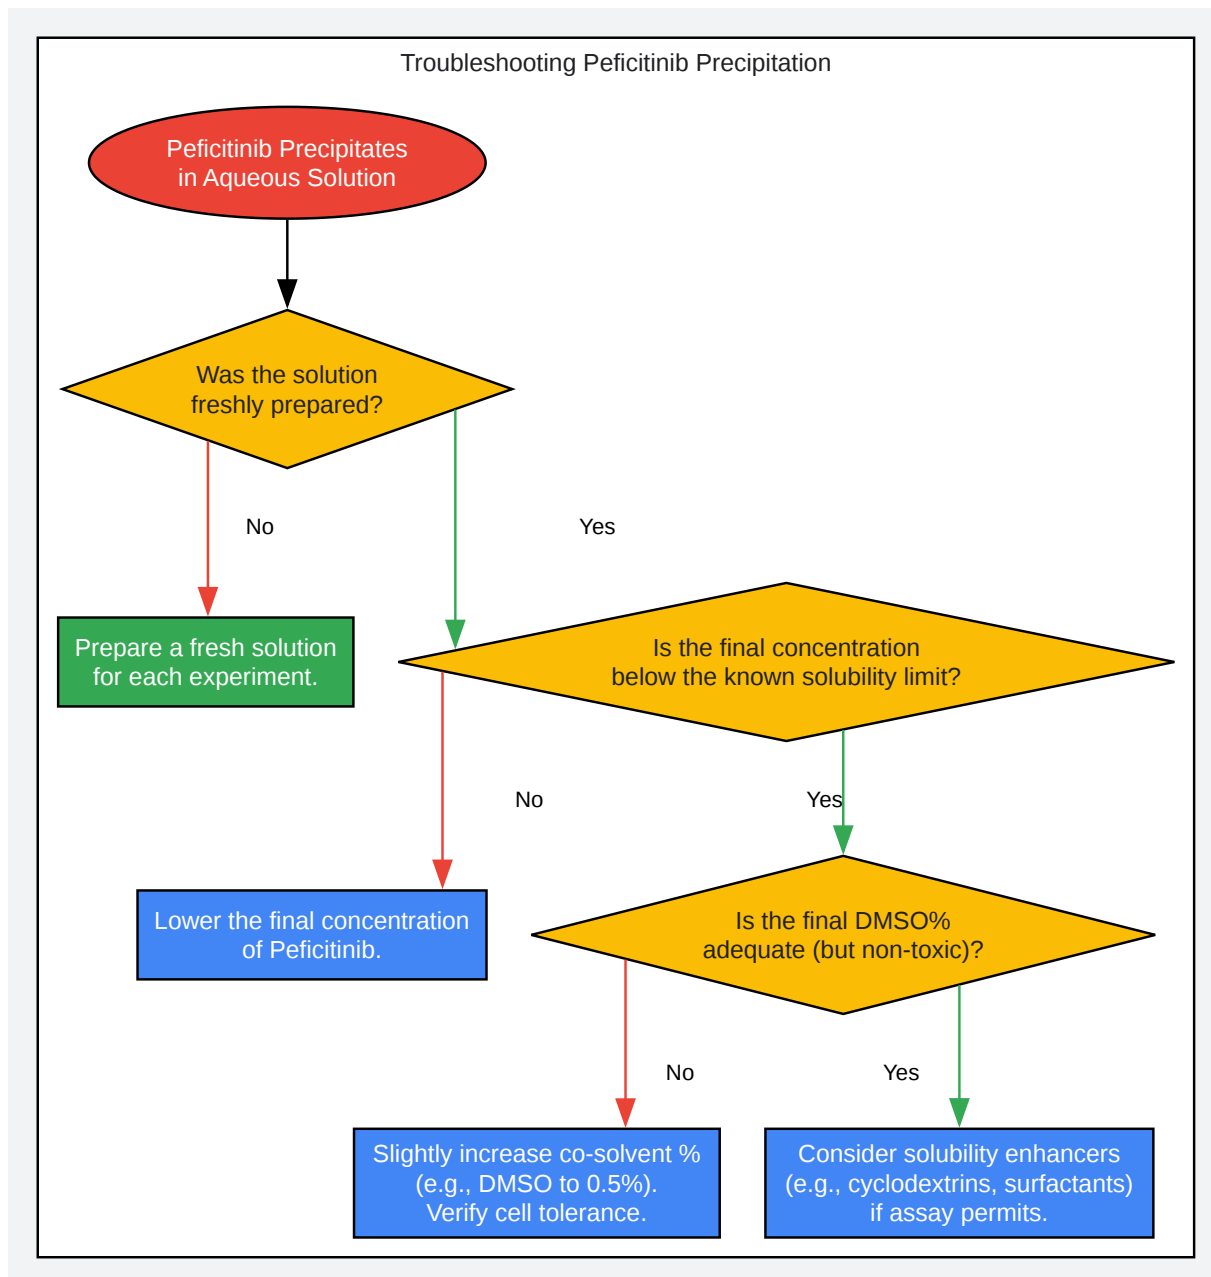 Troubleshooting Peficitinib Precipitation
Peficitinib Precipitates
in Aqueous Solution
Was the solution
freshly prepared?
No
Yes
Prepare a fresh solution
for each experiment.
Is the final concentration
below the known solubility limit?
No
Yes
Lower the final concentration
of Peficitinib.
Is the final DMSO%
adequate (but non-toxic)?
No
Yes
Slightly increase co-solvent %
(e.g., DMSO to 0.5%).
Verify cell tolerance.
Consider solubility enhancers
(e.g., cyclodextrins, surfactants)
if assay permits.